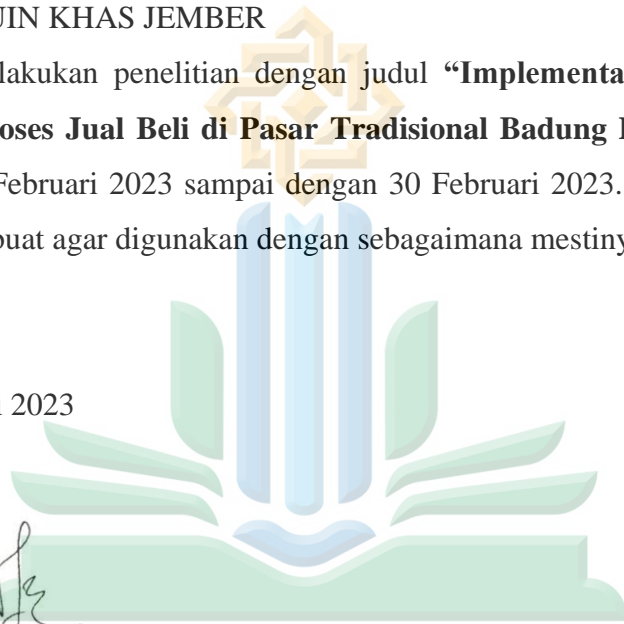 UIN KHAS JEMBER
lakukan penelitian dengan judul “Implementa
oses Jual Beli di Pasar Tradisional Badung
Februari 2023 sampai dengan 30 Februari 2023.
buat agar digunakan dengan sebagaimana mestiny
2023